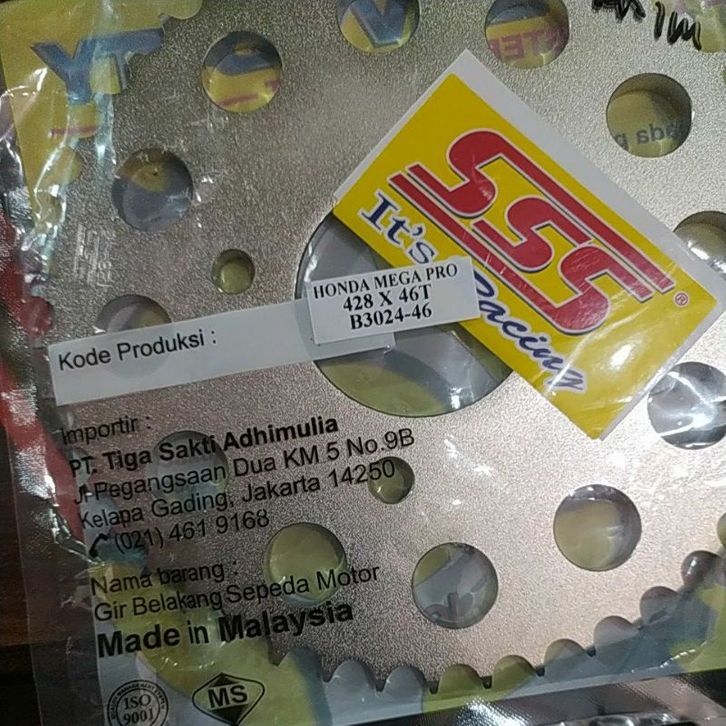 SSS®
It's Racing
HONDA MEGA PRO
428 X 46T
B3024-46
Kode Produksi :
Importir :
PT. Tiga Sakti Adhimulia
Jl-Pegangsaan Dua KM 5 No.9B
Kelapa Gading, Jakarta 14250
(021) 461 9168
Nama barang :
Gir Belakang Sepeda Motor
Made in Malaysia
ISO
9001
MS